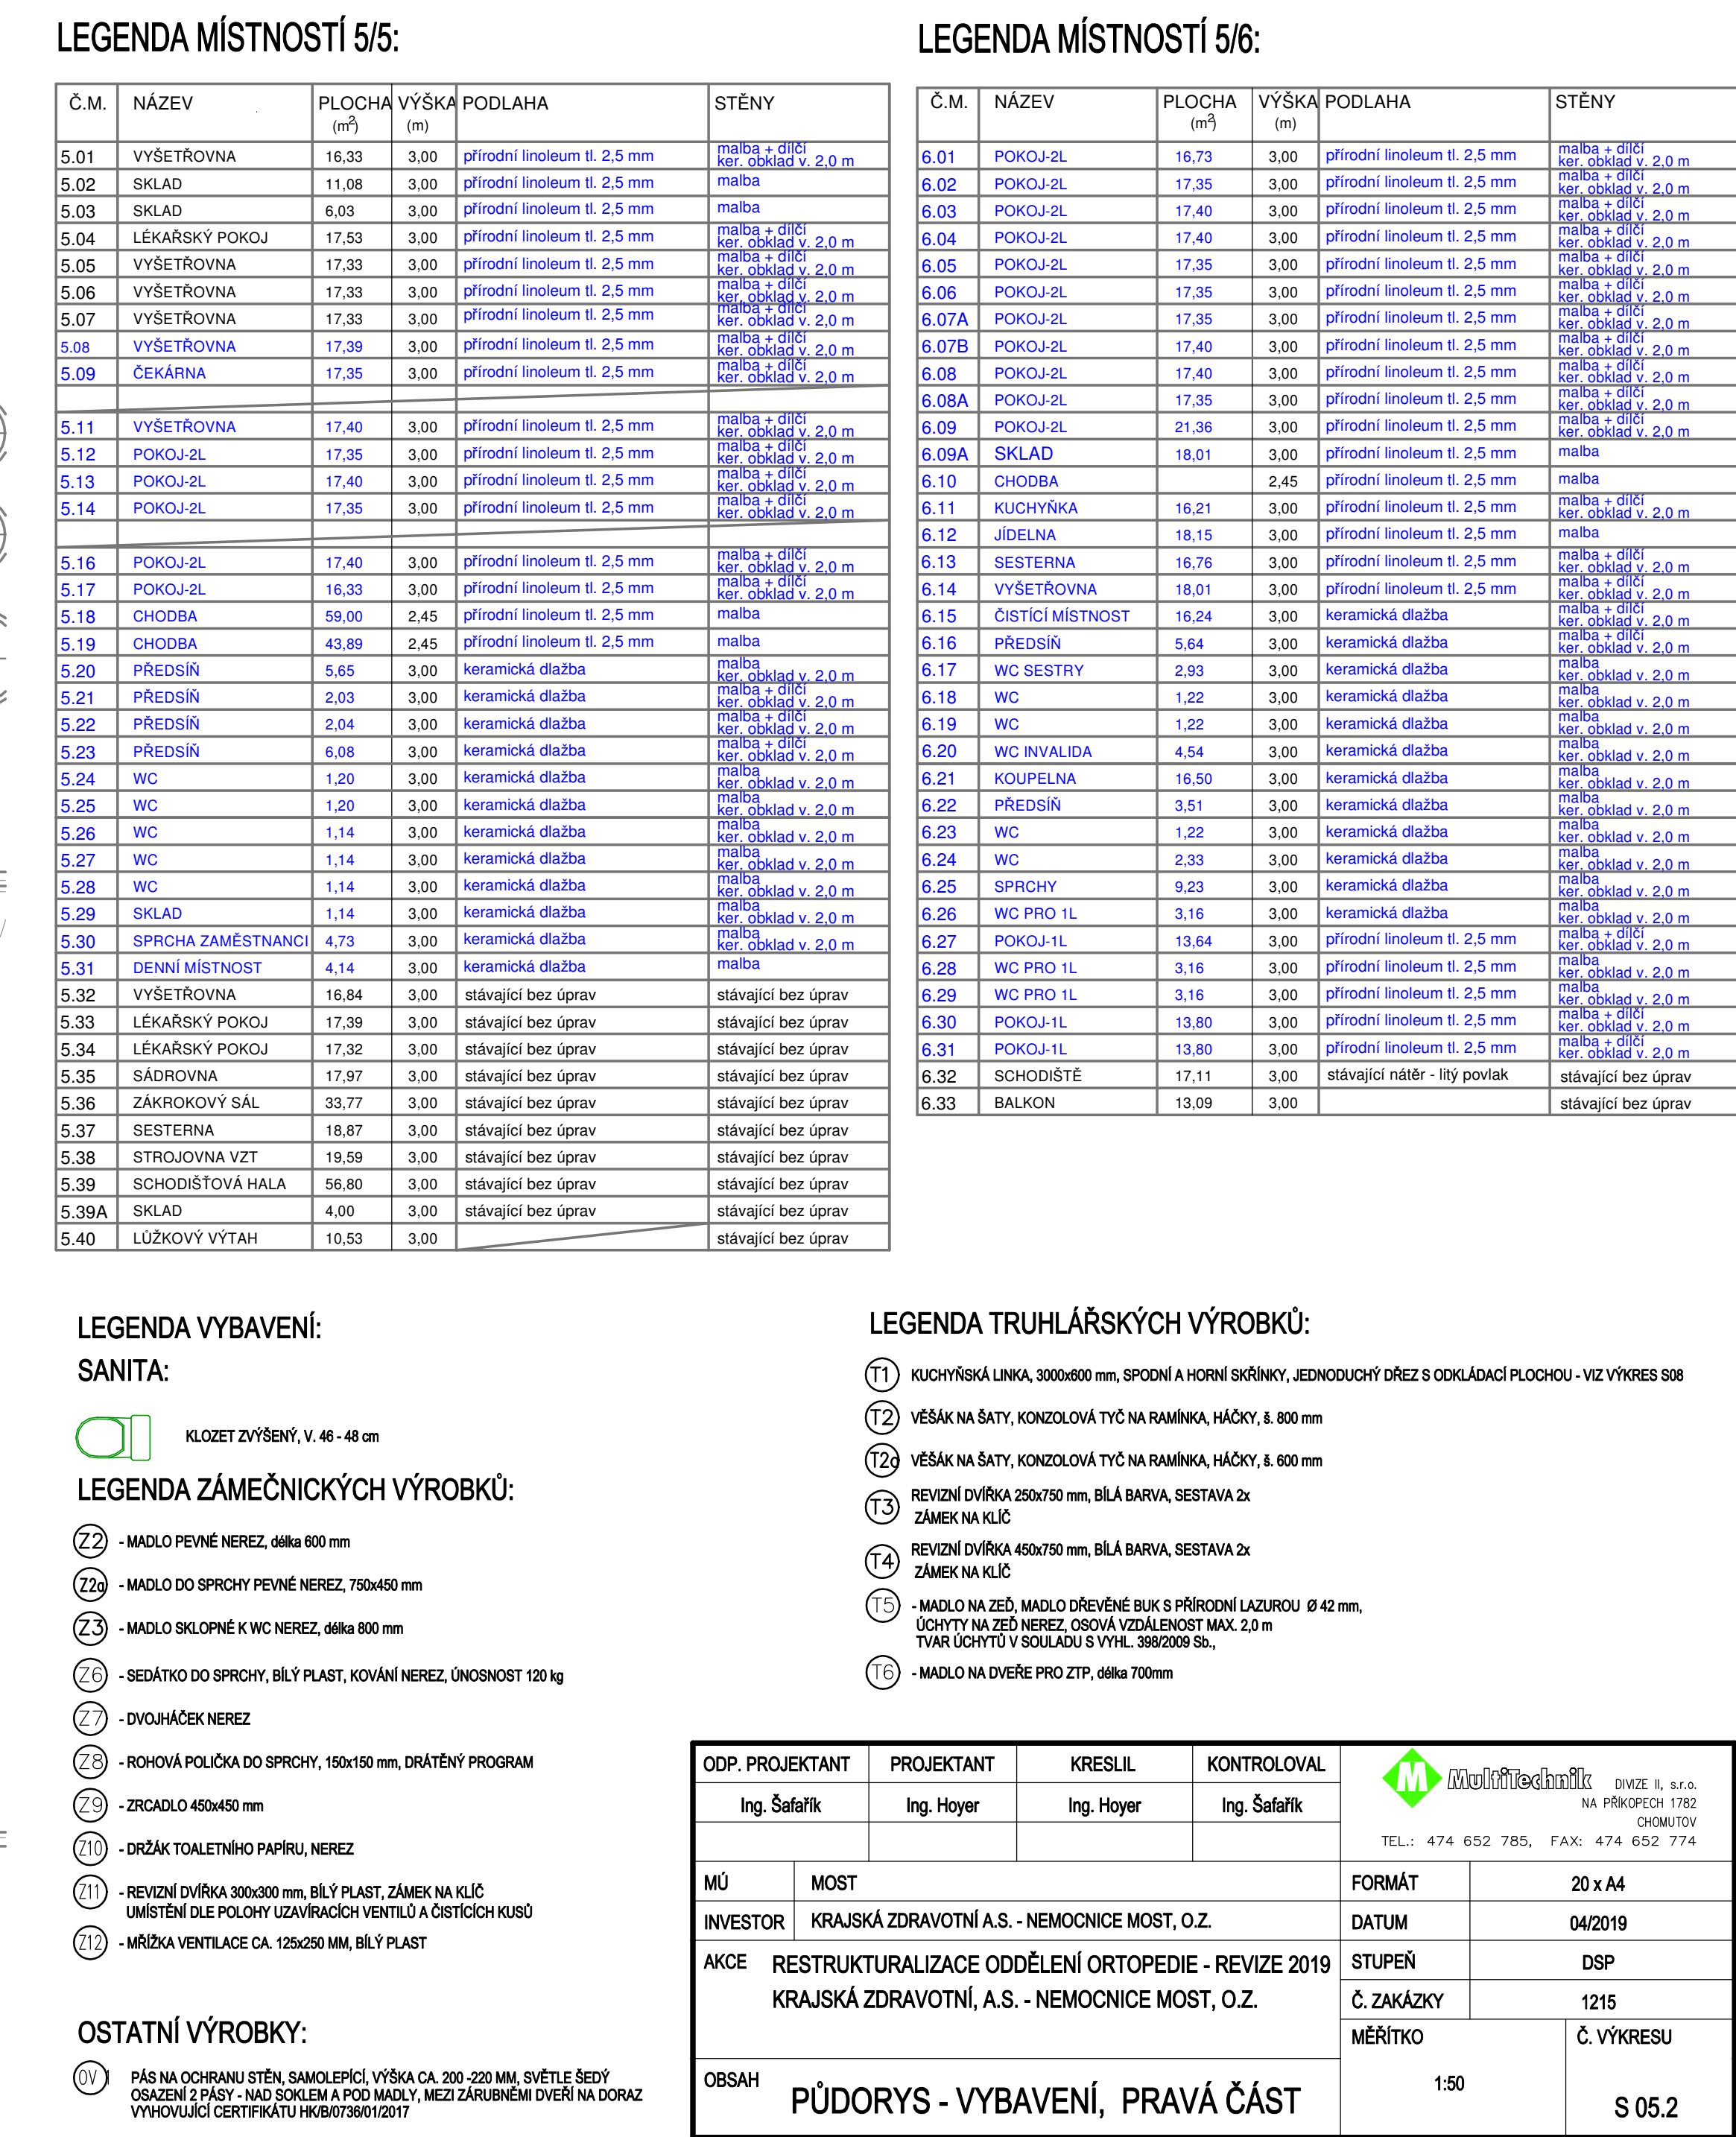 LEGENDA MÍSTNOSTÍ 5/5:
Č.M. NÁZEV PLOCHA (m²) VÝŠKA (m) PODLAHA STĚNY
5.01 VYŠETŘOVNA 16,33 3,00 přírodní linoleum tl. 2,5 mm malba + dílčí ker. obklad v. 2,0 m
5.02 SKLAD 11,08 3,00 přírodní linoleum tl. 2,5 mm malba
5.03 SKLAD 6,03 3,00 přírodní linoleum tl. 2,5 mm malba
5.04 LÉKAŘSKÝ POKOJ 17,53 3,00 přírodní linoleum tl. 2,5 mm malba + dílčí ker. obklad v. 2,0 m
5.05 VYŠETŘOVNA 17,33 3,00 přírodní linoleum tl. 2,5 mm malba + dílčí ker. obklad v. 2,0 m
5.06 VYŠETŘOVNA 17,33 3,00 přírodní linoleum tl. 2,5 mm malba + dílčí ker. obklad v. 2,0 m
5.07 VYŠETŘOVNA 17,33 3,00 přírodní linoleum tl. 2,5 mm malba + dílčí ker. obklad v. 2,0 m
5.08 VYŠETŘOVNA 17,39 3,00 přírodní linoleum tl. 2,5 mm malba + dílčí ker. obklad v. 2,0 m
5.09 ČEKÁRNA 17,35 3,00 přírodní linoleum tl. 2,5 mm malba + dílčí ker. obklad v. 2,0 m
5.11 VYŠETŘOVNA 17,40 3,00 přírodní linoleum tl. 2,5 mm malba + dílčí ker. obklad v. 2,0 m
5.12 POKOJ-2L 17,35 3,00 přírodní linoleum tl. 2,5 mm malba + dílčí ker. obklad v. 2,0 m
5.13 POKOJ-2L 17,40 3,00 přírodní linoleum tl. 2,5 mm malba + dílčí ker. obklad v. 2,0 m
5.14 POKOJ-2L 17,35 3,00 přírodní linoleum tl. 2,5 mm malba + dílčí ker. obklad v. 2,0 m
5.16 POKOJ-2L 17,40 3,00 přírodní linoleum tl. 2,5 mm malba + dílčí ker. obklad v. 2,0 m
5.17 POKOJ-2L 16,33 3,00 přírodní linoleum tl. 2,5 mm malba + dílčí ker. obklad v. 2,0 m
5.18 CHODBA 59,00 2,45 přírodní linoleum tl. 2,5 mm malba
5.19 CHODBA 43,89 2,45 přírodní linoleum tl. 2,5 mm malba
5.20 PŘEDSÍŇ 5,65 3,00 keramická dlažba malba ker. obklad v. 2,0 m
5.21 PŘEDSÍŇ 2,03 3,00 keramická dlažba malba + dílčí ker. obklad v. 2,0 m
5.22 PŘEDSÍŇ 2,04 3,00 keramická dlažba malba + dílčí ker. obklad v. 2,0 m
5.23 PŘEDSÍŇ 6,08 3,00 keramická dlažba malba + dílčí ker. obklad v. 2,0 m
5.24 WC 1,20 3,00 keramická dlažba malba ker. obklad v. 2,0 m
5.25 WC 1,20 3,00 keramická dlažba malba ker. obklad v. 2,0 m
5.26 WC 1,14 3,00 keramická dlažba malba ker. obklad v. 2,0 m
5.27 WC 1,14 3,00 keramická dlažba malba ker. obklad v. 2,0 m
5.28 WC 1,14 3,00 keramická dlažba malba ker. obklad v. 2,0 m
5.29 SKLAD 1,14 3,00 keramická dlažba malba ker. obklad v. 2,0 m
5.30 SPRCHA ZAMĚSTNANCI 4,73 3,00 keramická dlažba malba ker. obklad v. 2,0 m
5.31 DENNÍ MÍSTNOST 4,14 3,00 keramická dlažba malba
5.32 VYŠETŘOVNA 16,84 3,00 stávající bez úprav stávající bez úprav
5.33 LÉKAŘSKÝ POKOJ 17,39 3,00 stávající bez úprav stávající bez úprav
5.34 LÉKAŘSKÝ POKOJ 17,32 3,00 stávající bez úprav stávající bez úprav
5.35 SÁDROVNA 17,97 3,00 stávající bez úprav stávající bez úprav
5.36 ZÁKROKOVÝ SÁL 33,77 3,00 stávající bez úprav stávající bez úprav
5.37 SESTERNA 18,87 3,00 stávající bez úprav stávající bez úprav
5.38 STROJOVNA VZT 19,59 3,00 stávající bez úprav stávající bez úprav
5.39 SCHODIŠŤOVÁ HALA 56,80 3,00 stávající bez úprav stávající bez úprav
5.39A SKLAD 4,00 3,00 stávající bez úprav stávající bez úprav
5.40 LŮŽKOVÝ VÝTAH 10,53 3,00 stávající bez úprav
LEGENDA MÍSTNOSTÍ 5/6:
Č.M. NÁZEV PLOCHA (m²) VÝŠKA (m) PODLAHA STĚNY
6.01 POKOJ-2L 16,73 3,00 přírodní linoleum tl. 2,5 mm malba + dílčí ker. obklad v. 2,0 m
6.02 POKOJ-2L 17,35 3,00 přírodní linoleum tl. 2,5 mm malba + dílčí ker. obklad v. 2,0 m
6.03 POKOJ-2L 17,40 3,00 přírodní linoleum tl. 2,5 mm malba + dílčí ker. obklad v. 2,0 m
6.04 POKOJ-2L 17,40 3,00 přírodní linoleum tl. 2,5 mm malba + dílčí ker. obklad v. 2,0 m
6.05 POKOJ-2L 17,35 3,00 přírodní linoleum tl. 2,5 mm malba + dílčí ker. obklad v. 2,0 m
6.06 POKOJ-2L 17,35 3,00 přírodní linoleum tl. 2,5 mm malba + dílčí ker. obklad v. 2,0 m
6.07A POKOJ-2L 17,35 3,00 přírodní linoleum tl. 2,5 mm malba + dílčí ker. obklad v. 2,0 m
6.07B POKOJ-2L 17,40 3,00 přírodní linoleum tl. 2,5 mm malba + dílčí ker. obklad v. 2,0 m
6.08 POKOJ-2L 17,40 3,00 přírodní linoleum tl. 2,5 mm malba + dílčí ker. obklad v. 2,0 m
6.08A POKOJ-2L 17,35 3,00 přírodní linoleum tl. 2,5 mm malba + dílčí ker. obklad v. 2,0 m
6.09 POKOJ-2L 21,36 3,00 přírodní linoleum tl. 2,5 mm malba + dílčí ker. obklad v. 2,0 m
6.09A SKLAD 18,01 3,00 přírodní linoleum tl. 2,5 mm malba
6.10 CHODBA 2,45 přírodní linoleum tl. 2,5 mm malba
6.11 KUCHYŇKA 16,21 3,00 přírodní linoleum tl. 2,5 mm malba + dílčí ker. obklad v. 2,0 m
6.12 JÍDELNA 18,15 3,00 přírodní linoleum tl. 2,5 mm malba
6.13 SESTERNA 16,76 3,00 přírodní linoleum tl. 2,5 mm malba + dílčí ker. obklad v. 2,0 m
6.14 VYŠETŘOVNA 18,01 3,00 přírodní linoleum tl. 2,5 mm malba + dílčí ker. obklad v. 2,0 m
6.15 ČISTÍCÍ MÍSTNOST 16,24 3,00 keramická dlažba malba + dílčí ker. obklad v. 2,0 m
6.16 PŘEDSÍŇ 5,64 3,00 keramická dlažba malba + dílčí ker. obklad v. 2,0 m
6.17 WC SESTRY 2,93 3,00 keramická dlažba malba ker. obklad v. 2,0 m
6.18 WC 1,22 3,00 keramická dlažba malba ker. obklad v. 2,0 m
6.19 WC 1,22 3,00 keramická dlažba malba ker. obklad v. 2,0 m
6.20 WC INVALIDA 4,54 3,00 keramická dlažba malba ker. obklad v. 2,0 m
6.21 KOUPELNA 16,50 3,00 keramická dlažba malba ker. obklad v. 2,0 m
6.22 PŘEDSÍŇ 3,51 3,00 keramická dlažba malba ker. obklad v. 2,0 m
6.23 WC 1,22 3,00 keramická dlažba malba ker. obklad v. 2,0 m
6.24 WC 2,33 3,00 keramická dlažba malba ker. obklad v. 2,0 m
6.25 SPRCHY 9,23 3,00 keramická dlažba malba ker. obklad v. 2,0 m
6.26 WC PRO 1L 3,16 3,00 keramická dlažba malba ker. obklad v. 2,0 m
6.27 POKOJ-1L 13,64 3,00 přírodní linoleum tl. 2,5 mm malba + dílčí ker. obklad v. 2,0 m
6.28 WC PRO 1L 3,16 3,00 přírodní linoleum tl. 2,5 mm malba ker. obklad v. 2,0 m
6.29 WC PRO 1L 3,16 3,00 přírodní linoleum tl. 2,5 mm malba ker. obklad v. 2,0 m
6.30 POKOJ-1L 13,80 3,00 přírodní linoleum tl. 2,5 mm malba + dílčí ker. obklad v. 2,0 m
6.31 POKOJ-1L 13,80 3,00 přírodní linoleum tl. 2,5 mm malba + dílčí ker. obklad v. 2,0 m
6.32 SCHODIŠTĚ 17,11 3,00 stávající nátěr - litý povlak stávající bez úprav
6.33 BALKON 13,09 3,00 stávající bez úprav
LEGENDA VYBAVENÍ:
SANITA:
KLOZET ZVÝŠENÝ, V. 46 - 48 cm
LEGENDA ZÁMEČNICKÝCH VÝROBKŮ:
Z2 - MADLO PEVNÉ NEREZ, délka 600 mm
Z2a - MADLO DO SPRCHY PEVNÉ NEREZ, 750x450 mm
Z3 - MADLO SKLOPNÉ K WC NEREZ, délka 800 mm
Z6 - SEDÁTKO DO SPRCHY, BÍLÝ PLAST, KOVÁNÍ NEREZ, ÚNOSNOST 120 kg
Z7 - DVOJHÁČEK NEREZ
Z8 - ROHOVÁ POLIČKA DO SPRCHY, 150x150 mm, DRÁTĚNÝ PROGRAM
Z9 - ZRCADLO 450x450 mm
Z10 - DRŽÁK TOALETNÍHO PAPÍRU, NEREZ
Z11 - REVIZNÍ DVÍŘKA 300x300 mm, BÍLÝ PLAST, ZÁMEK NA KLÍČ
UMÍSTĚNÍ DLE POLOHY UZAVÍRACÍCH VENTILŮ A ČISTÍCÍCH KUSŮ
Z12 - MŘÍŽKA VENTILACE CA. 125x250 MM, BÍLÝ PLAST
OSTATNÍ VÝROBKY:
OV 1 PÁS NA OCHRANU STĚN, SAMOLEPÍCÍ, VÝŠKA CA. 200 -220 MM, SVĚTLE ŠEDÝ
OSAZENÍ 2 PÁSY - NAD SOKLEM A POD MADLY, MEZI ZÁRUBNĚMI DVEŘÍ NA DORAZ
VY\HOVUJÍCÍ CERTIFIKÁTU HK/B/0736/01/2017
LEGENDA TRUHLÁŘSKÝCH VÝROBKŮ:
T1 KUCHYŇSKÁ LINKA, 3000x600 mm, SPODNÍ A HORNÍ SKŘÍNKY, JEDNODUCHÝ DŘEZ S ODKLÁDACÍ PLOCHOU - VIZ VÝKRES S08
T2 VĚŠÁK NA ŠATY, KONZOLOVÁ TYČ NA RAMÍNKA, HÁČKY, š. 800 mm
T2a VĚŠÁK NA ŠATY, KONZOLOVÁ TYČ NA RAMÍNKA, HÁČKY, š. 600 mm
T3 REVIZNÍ DVÍŘKA 250x750 mm, BÍLÁ BARVA, SESTAVA 2x
ZÁMEK NA KLÍČ
T4 REVIZNÍ DVÍŘKA 450x750 mm, BÍLÁ BARVA, SESTAVA 2x
ZÁMEK NA KLÍČ
T5 - MADLO NA ZEĎ, MADLO DŘEVĚNÉ BUK S PŘÍRODNÍ LAZUROU Ø 42 mm,
ÚCHYTY NA ZEĎ NEREZ, OSOVÁ VZDÁLENOST MAX. 2,0 m
TVAR ÚCHYTŮ V SOULADU S VYHL. 398/2009 Sb.,
T6 - MADLO NA DVEŘE PRO ZTP, délka 700mm
ODP. PROJEKTANT PROJEKTANT KRESLIL KONTROLOVAL
Ing. Šafařík Ing. Hoyer Ing. Hoyer Ing. Šafařík
M MultiTechnik DIVIZE II, s.r.o.
NA PŘÍKOPECH 1782
CHOMUTOV
TEL.: 474 652 785, FAX: 474 652 774
MÚ MOST FORMÁT 20 x A4
INVESTOR KRAJSKÁ ZDRAVOTNÍ A.S. - NEMOCNICE MOST, O.Z. DATUM 04/2019
AKCE RESTRUKTURALIZACE ODDĚLENÍ ORTOPEDIE - REVIZE 2019 STUPEŇ DSP
KRAJSKÁ ZDRAVOTNÍ, A.S. - NEMOCNICE MOST, O.Z. Č. ZAKÁZKY 1215
MĚŘÍTKO Č. VÝKRESU
OBSAH PŮDORYS - VYBAVENÍ, PRAVÁ ČÁST 1:50 S 05.2